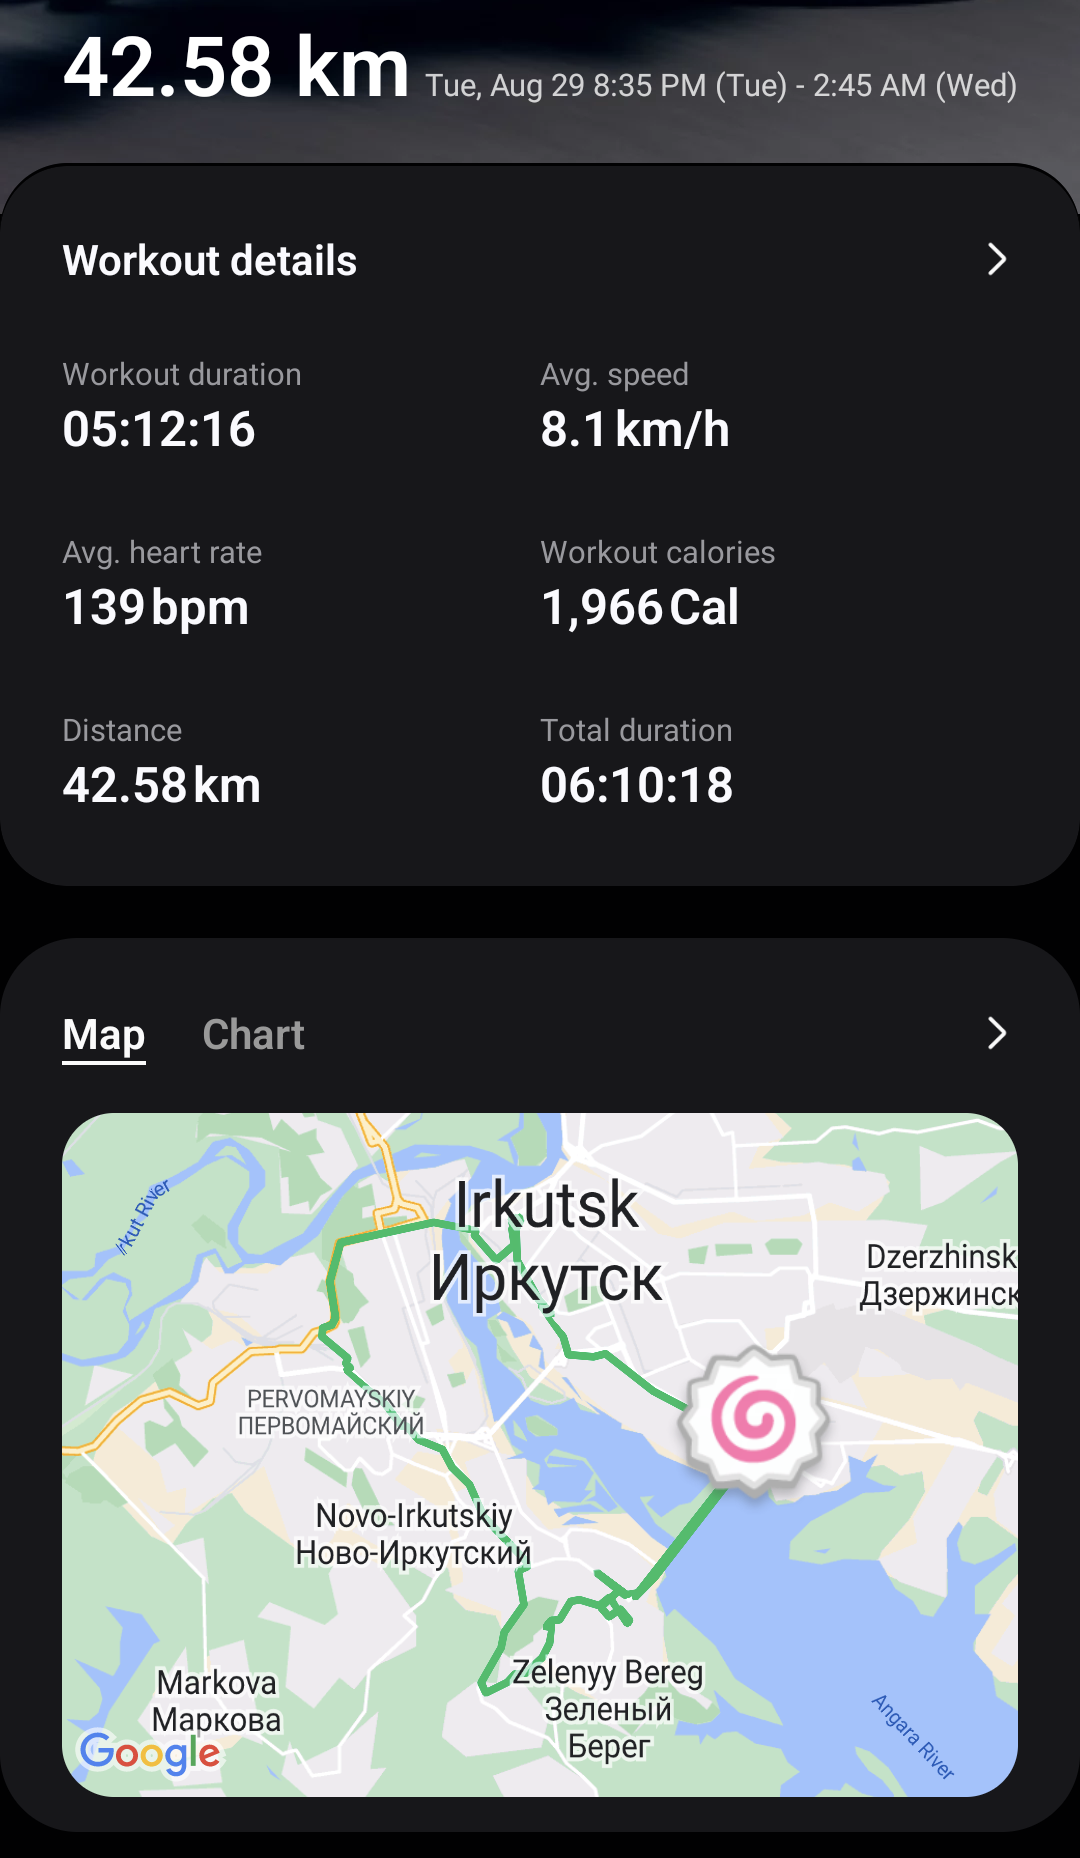 42.58 km Tue, Aug 29 8:35 PM (Tue) - 2:45 AM (Wed)
Workout details
Workout duration
05:12:16
Avg. speed
8.1 km/h
Avg. heart rate
139 bpm
Workout calories
1,966 Cal
Distance
42.58 km
Total duration
06:10:18
Map Chart
Irkut River
Irkutsk
Иркутск
Dzerzhinsk
Дзержинск
PERVOMAYSKIY
ПЕРВОМАЙСКИЙ
Novo-Irkutskiy
Ново-Иркутский
Zelenyy Bereg
Зеленый
Берег
Markova
Маркова
Angara River
Google